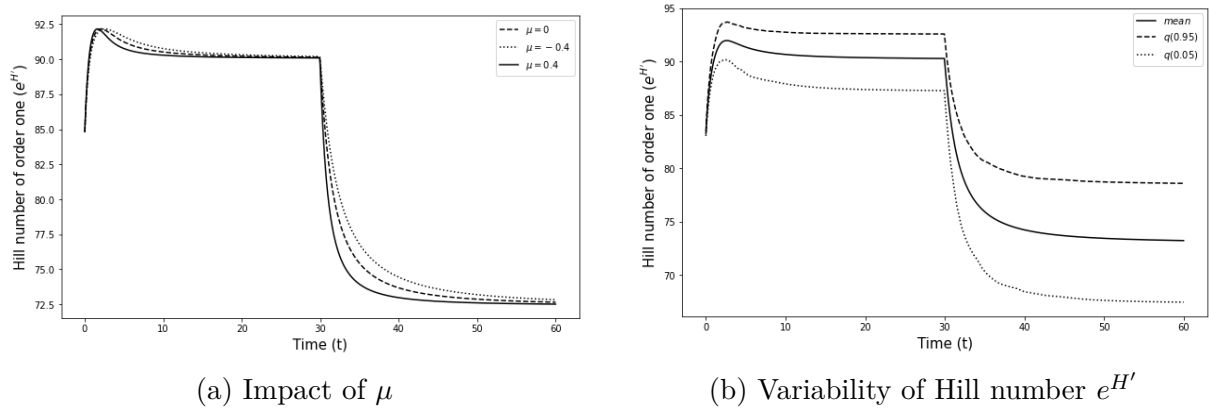 92.5
90.0
87.5
85.0
82.5
80.0
77.5
75.0
72.5
Hill number of order one (e^{H'})
μ = 0
μ = −0.4
μ = 0.4
0 10 20 30 40 50 60
Time (t)
(a) Impact of μ
95
90
85
80
75
70
Hill number of order one (e^{H'})
mean
q(0.95)
q(0.05)
0 10 20 30 40 50 60
Time (t)
(b) Variability of Hill number e^{H'}